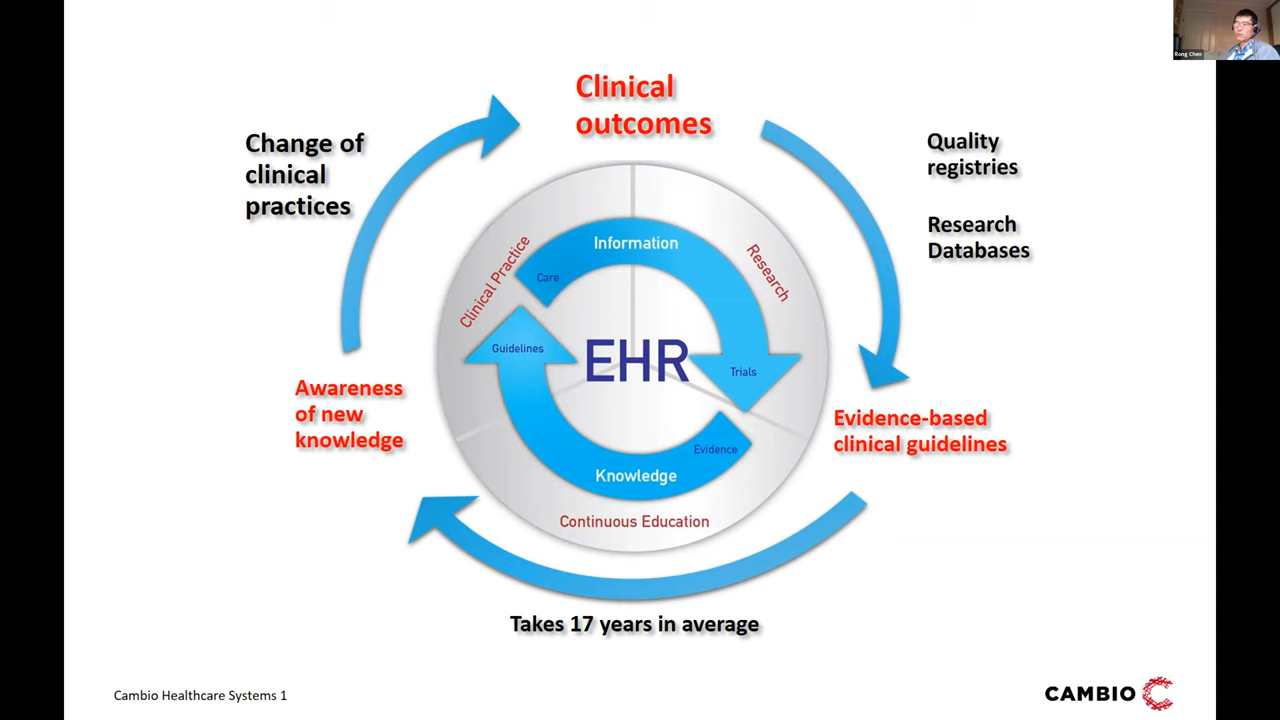 Rong Chen
Clinical
outcomes
Change of
clinical
practices
Quality
registries
Research
Databases
Information
Care
Clinical Practice
Research
EHR
Guidelines
Trials
Awareness
of new
knowledge
Evidence-based
clinical guidelines
Evidence
Knowledge
Continuous Education
Takes 17 years in average
Cambio Healthcare Systems 1
CAMBIO